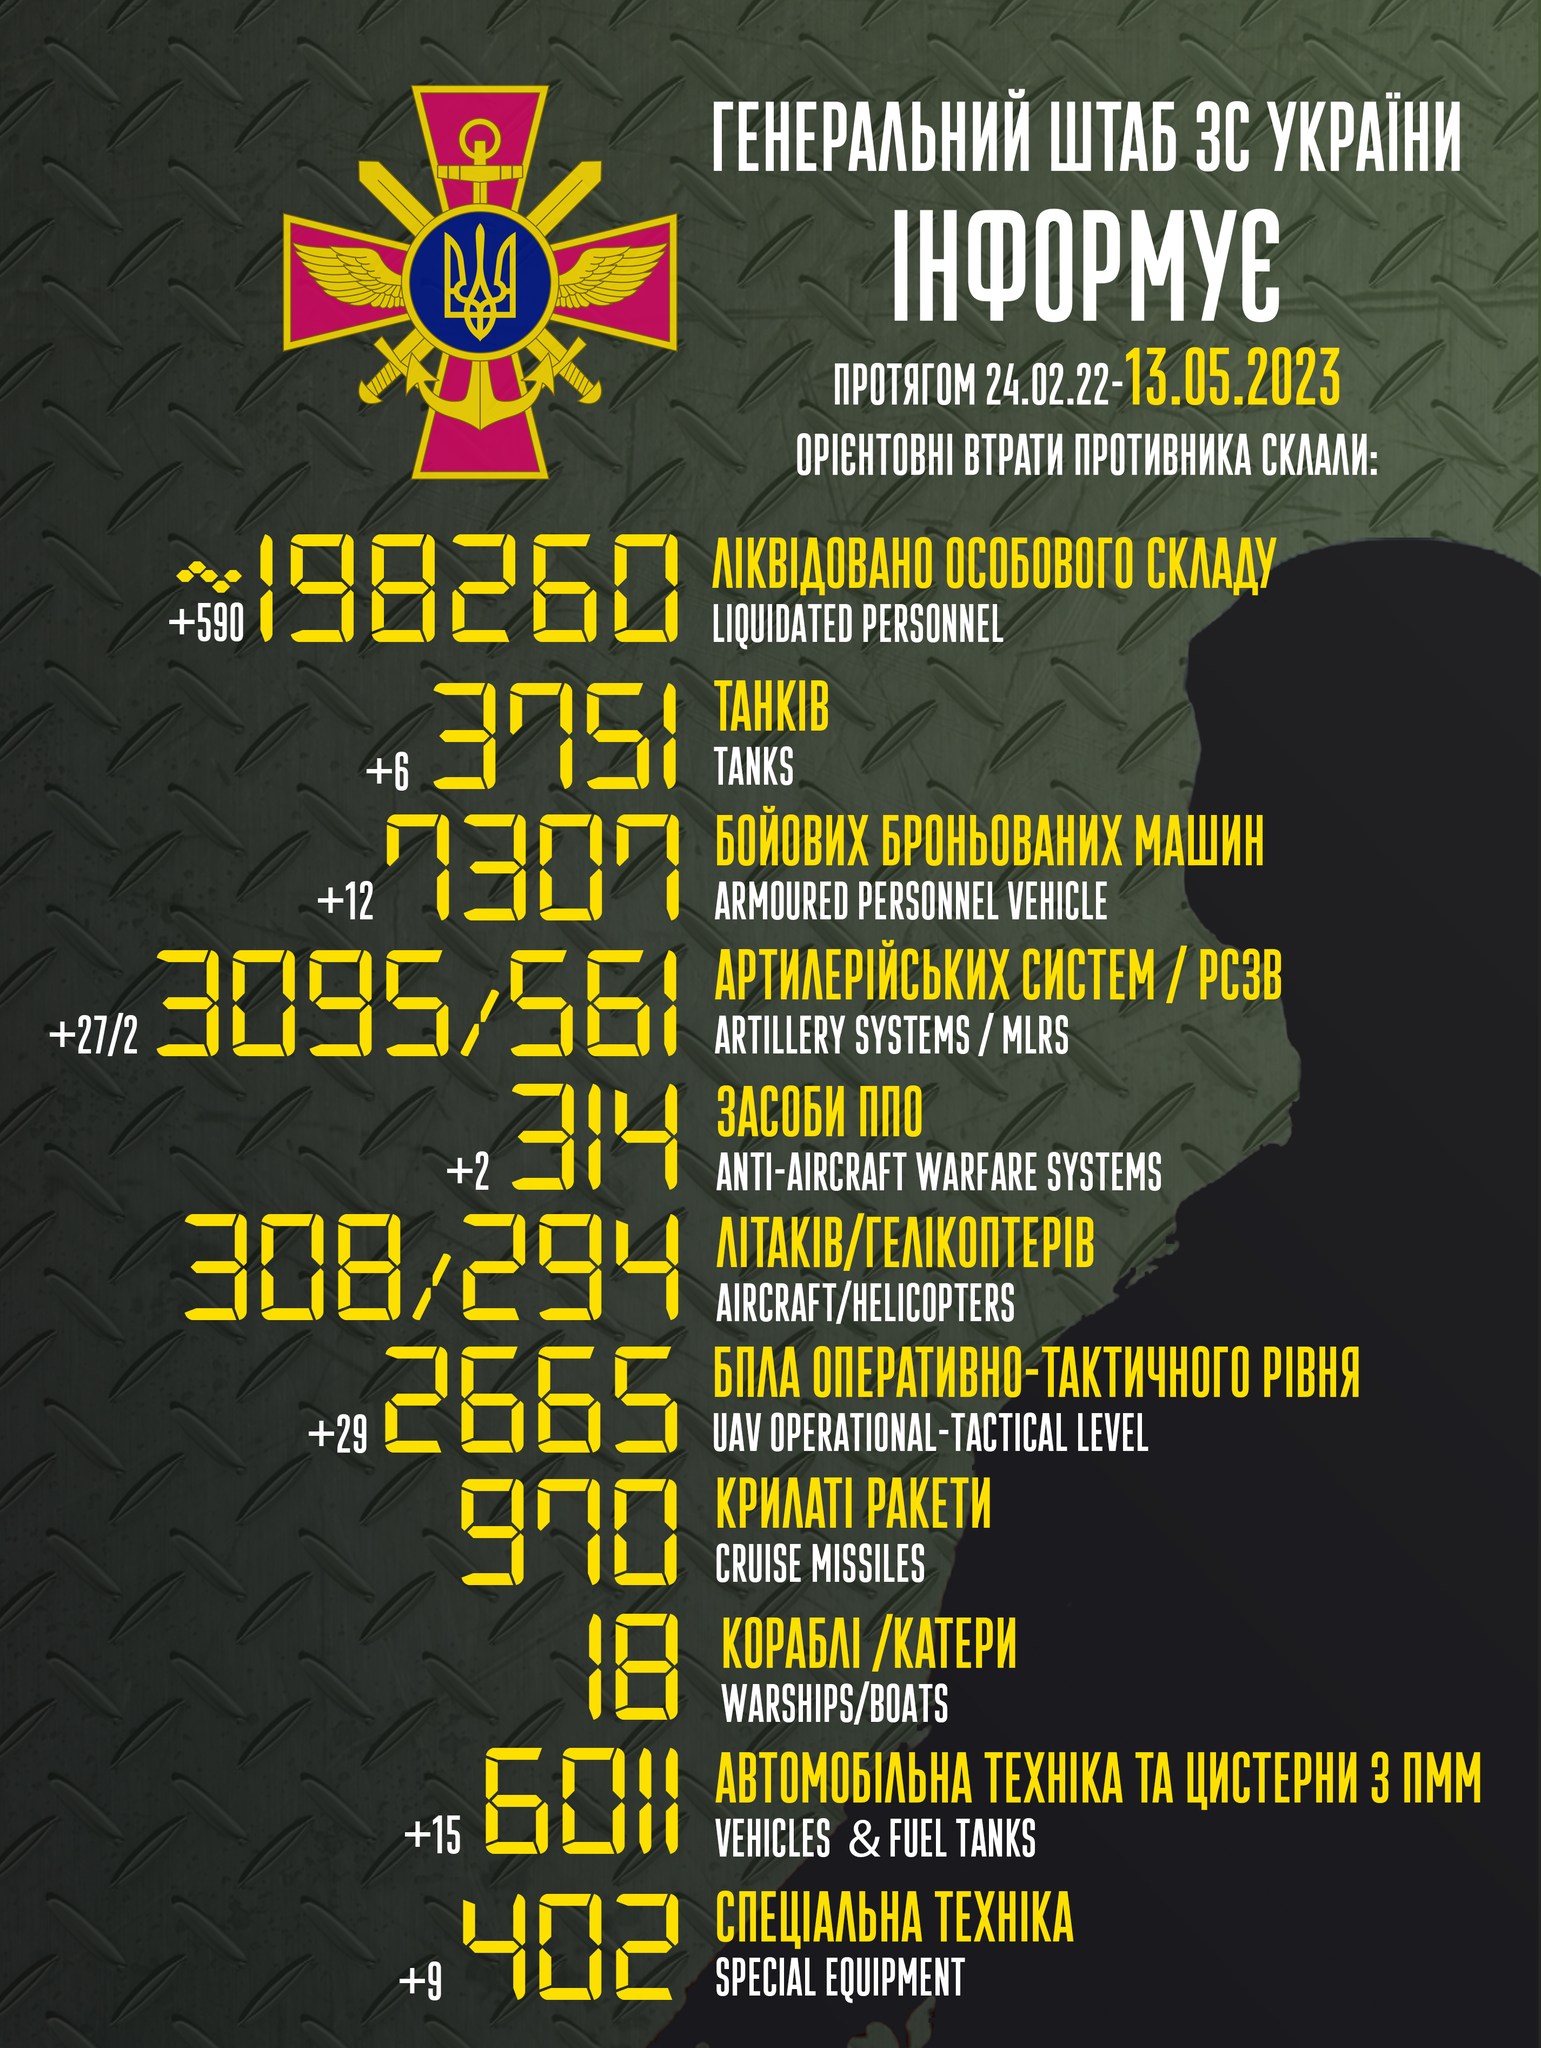 ГЕНЕРАЛЬНИЙ ШТАБ ЗС УКРАЇНИ
ІНФОРМУЄ
ПРОТЯГОМ 24.02.22-13.05.2023
ОРІЄНТОВНІ ВТРАТИ ПРОТИВНИКА СКЛАЛИ:
~198260 ЛІКВІДОВАНО ОСОБОВОГО СКЛАДУ
+590 LIQUIDATED PERSONNEL
3751 ТАНКІВ
+6 TANKS
7307 БОЙОВИХ БРОНЬОВАНИХ МАШИН
+12 ARMOURED PERSONNEL VEHICLE
3095/561 АРТИЛЕРІЙСЬКИХ СИСТЕМ / РСЗВ
+27/2 ARTILLERY SYSTEMS / MLRS
314 ЗАСОБИ ППО
+2 ANTI-AIRCRAFT WARFARE SYSTEMS
308/294 ЛІТАКІВ/ГЕЛІКОПТЕРІВ
AIRCRAFT/HELICOPTERS
2665 БПЛА ОПЕРАТИВНО-ТАКТИЧНОГО РІВНЯ
+29 UAV OPERATIONAL-TACTICAL LEVEL
970 КРИЛАТІ РАКЕТИ
CRUISE MISSILES
18 КОРАБЛІ /КАТЕРИ
WARSHIPS/BOATS
6011 АВТОМОБІЛЬНА ТЕХНІКА ТА ЦИСТЕРНИ З ПММ
+15 VEHICLES & FUEL TANKS
402 СПЕЦІАЛЬНА ТЕХНІКА
+9 SPECIAL EQUIPMENT